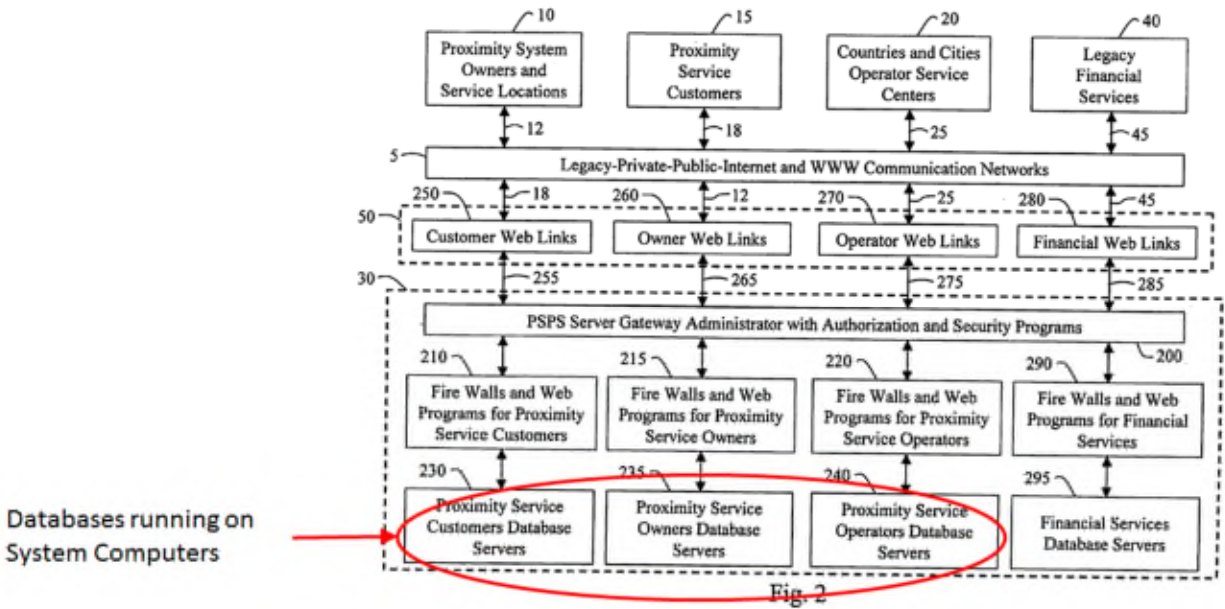 10
15
20
40
Proximity System
Owners and
Service Locations
Proximity
Service
Customers
Countries and Cities
Operator Service
Centers
Legacy
Financial
Services
12
18
25
45
5
Legacy-Private-Public-Internet and WWW Communication Networks
250
18
260
12
270
25
280
45
50
Customer Web Links
Owner Web Links
Operator Web Links
Financial Web Links
30
255
265
275
285
PSPS Server Gateway Administrator with Authorization and Security Programs
200
210
215
220
290
Fire Walls and Web
Programs for Proximity
Service Customers
Fire Walls and Web
Programs for Proximity
Service Owners
Fire Walls and Web
Programs for Proximity
Service Operators
Fire Walls and Web
Programs for Financial
Services
230
235
240
295
Proximity Service
Customers Database
Servers
Proximity Service
Owners Database
Servers
Proximity Service
Operators Database
Servers
Financial Services
Database Servers
Databases running on
System Computers
Fig. 2